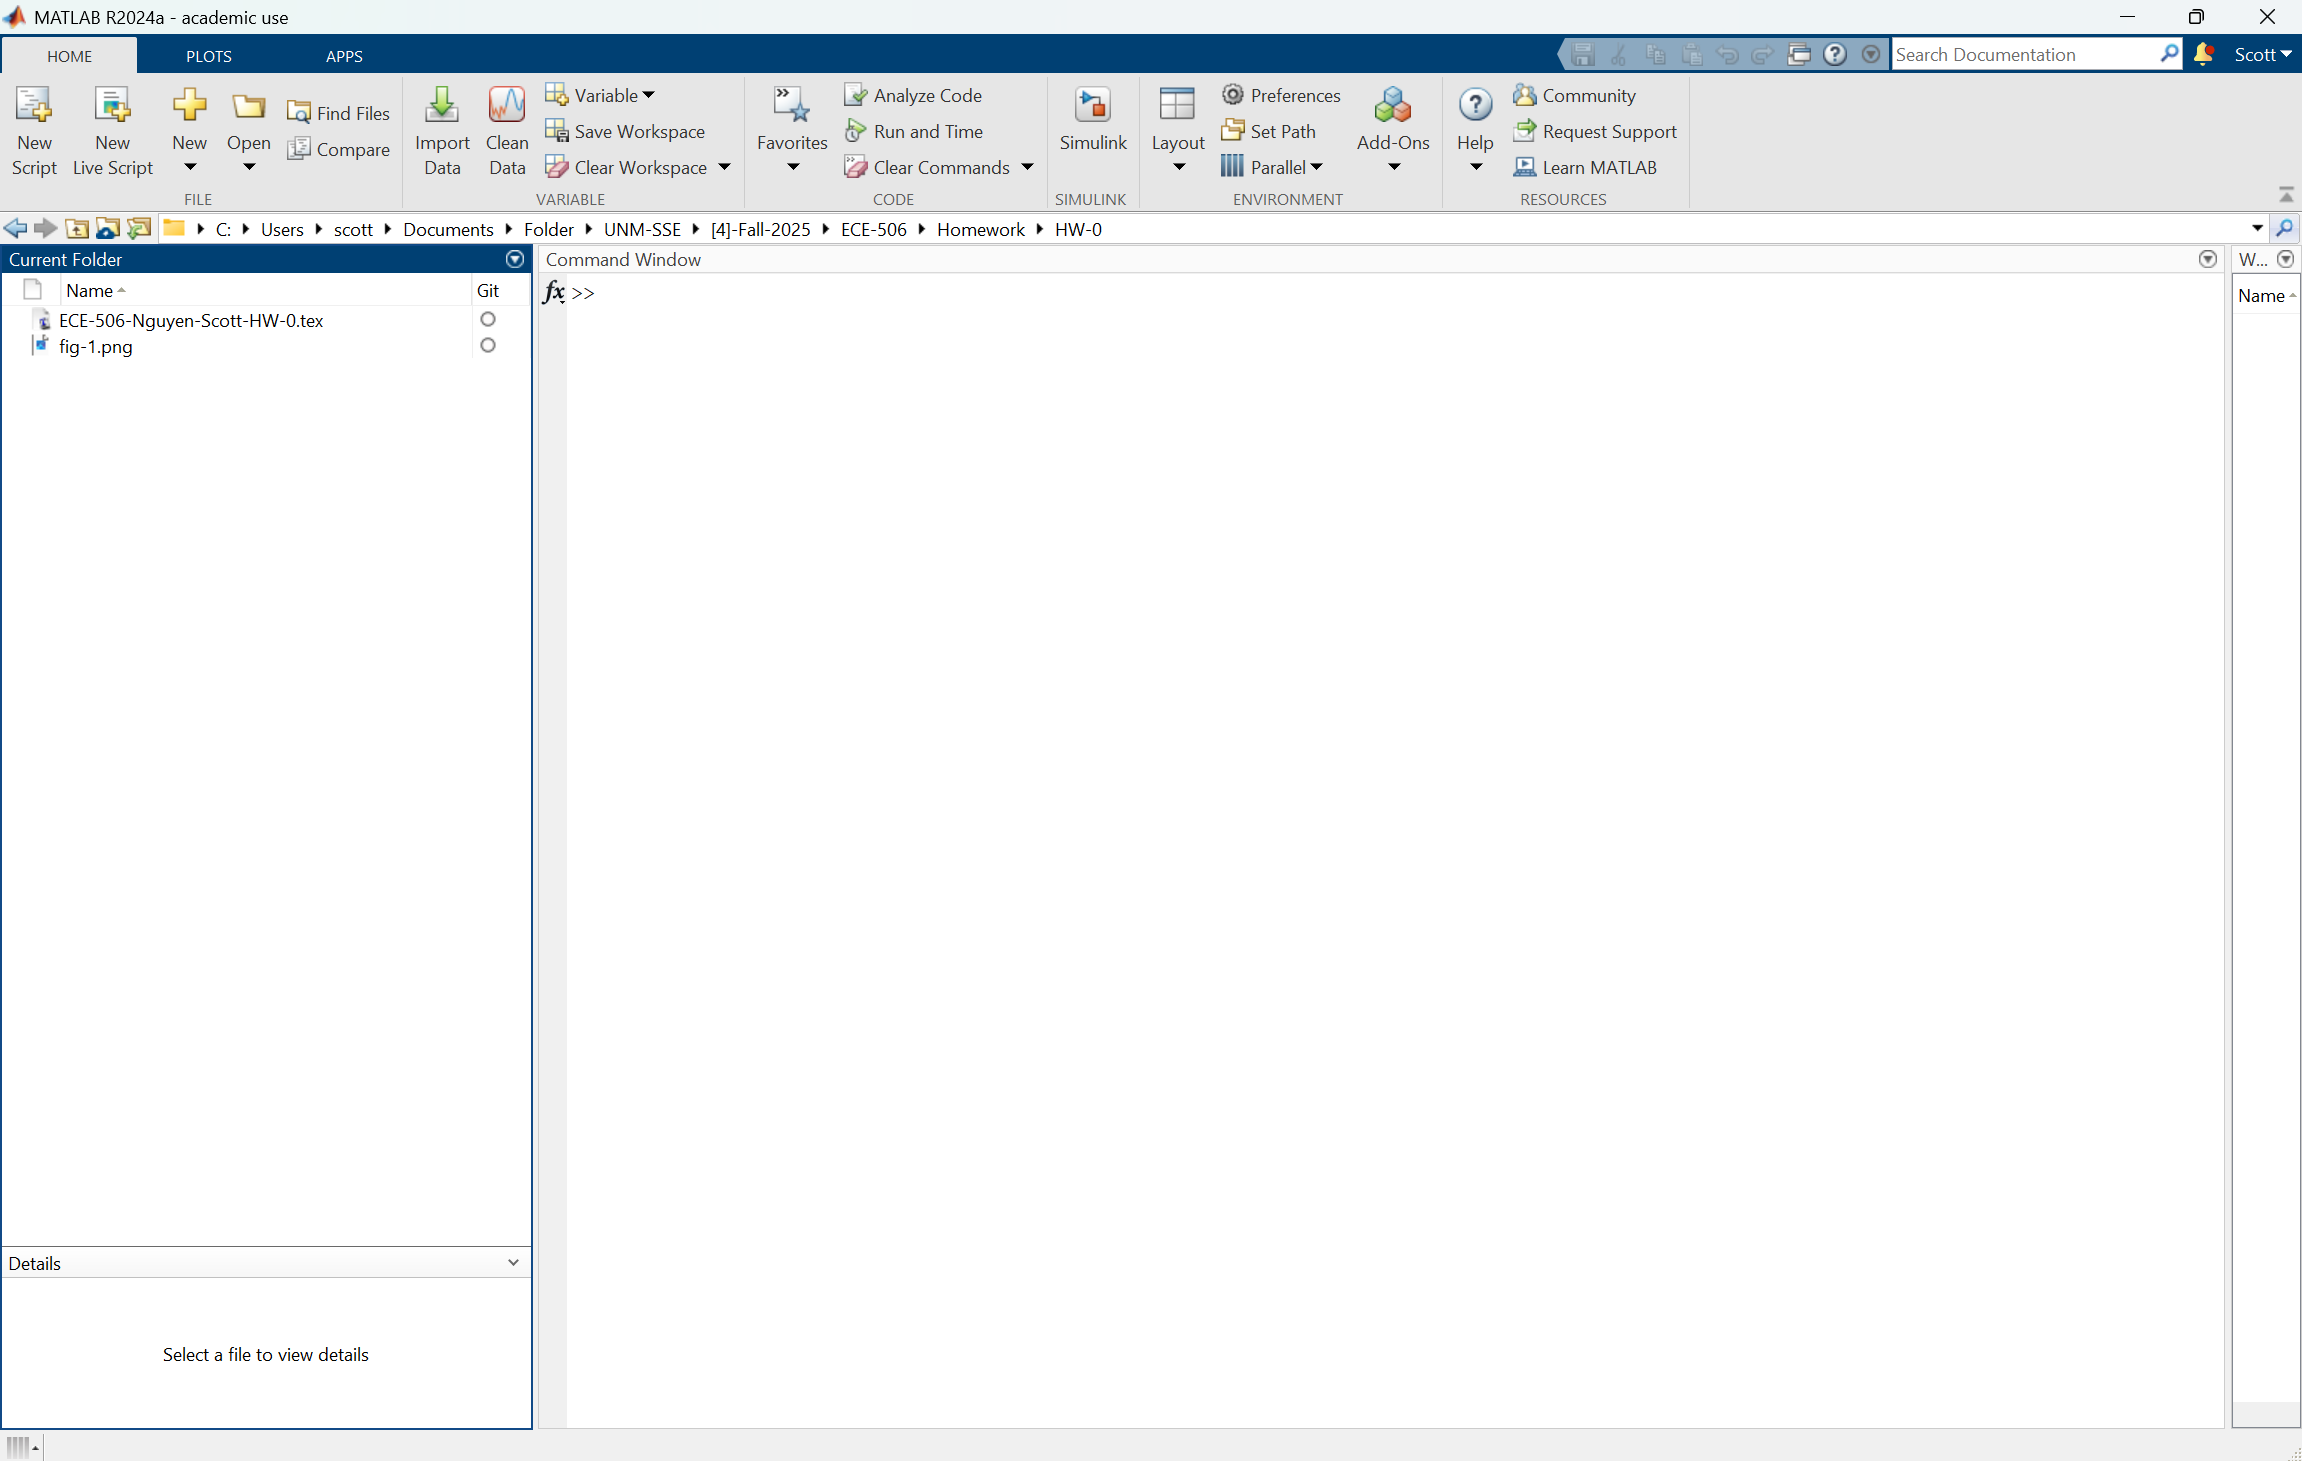 MATLAB R2024a - academic use
HOME PLOTS APPS
Search Documentation
Scott
New Script
New Live Script
New
Open
Find Files
Compare
FILE
Import Data
Clean Data
Variable
Save Workspace
Clear Workspace
VARIABLE
Favorites
Analyze Code
Run and Time
Clear Commands
CODE
Simulink
SIMULINK
Layout
Preferences
Set Path
Parallel
Add-Ons
ENVIRONMENT
Help
Community
Request Support
Learn MATLAB
RESOURCES
C: Users scott Documents Folder UNM-SSE [4]-Fall-2025 ECE-506 Homework HW-0
Current Folder
Name Git
ECE-506-Nguyen-Scott-HW-0.tex
fig-1.png
Details
Select a file to view details
Command Window
fx >>
W...
Name